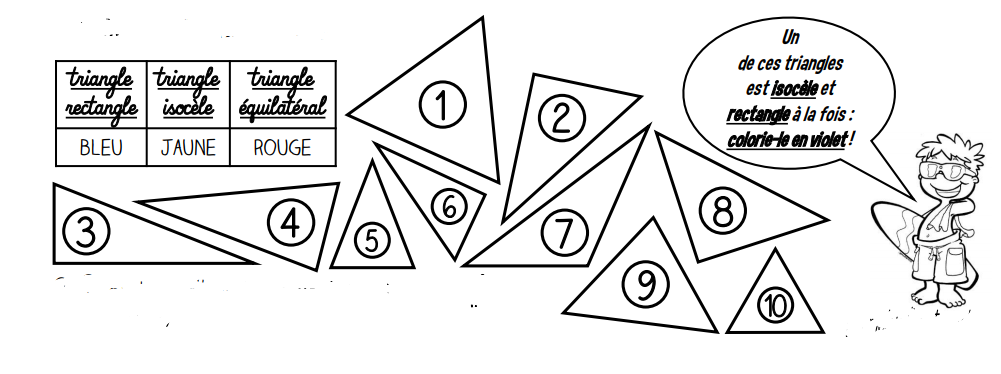 triangle rectangle
triangle isocèle
triangle équilatéral
BLEU JAUNE ROUGE
Un
de ces triangles
est isocèle et
rectangle à la fois :
colorie-le en violet !
1
2
3
4
5
6
7
8
9
10